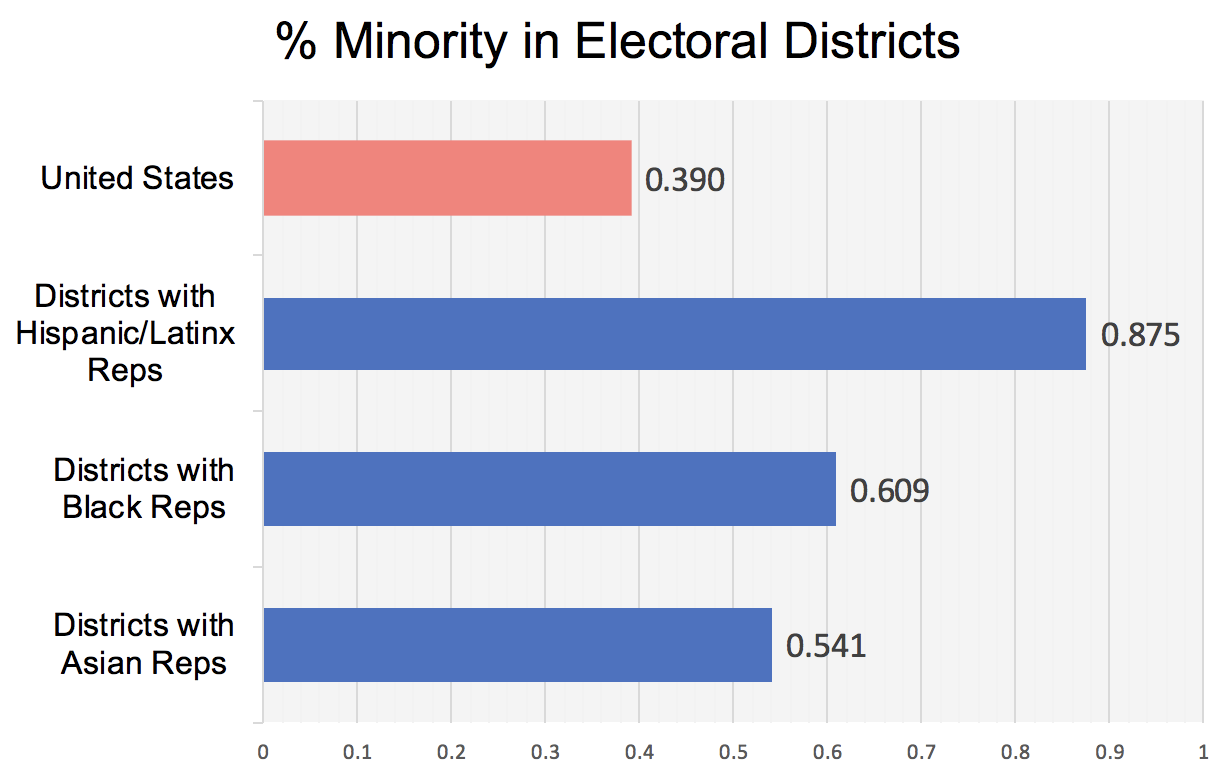 % Minority in Electoral Districts
United States
0.390
Districts with
Hispanic/Latinx
Reps
0.875
Districts with
Black Reps
0.609
Districts with
Asian Reps
0.541
0 0.1 0.2 0.3 0.4 0.5 0.6 0.7 0.8 0.9 1